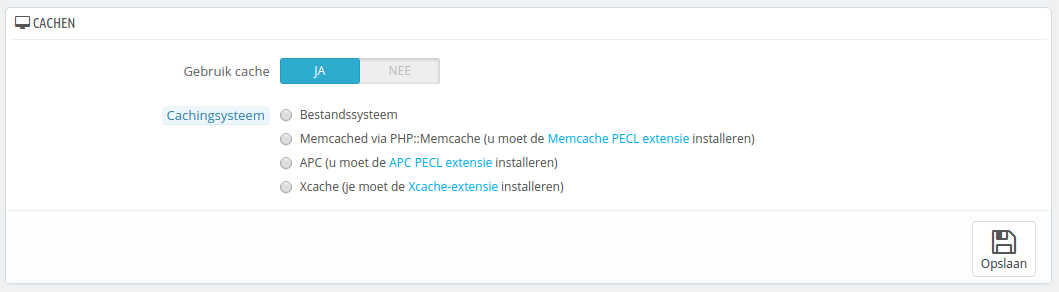 CACHEN
Gebruik cache JA NEE
Cachingsysteem Bestandssysteem
Memcached via PHP::Memcache (u moet de Memcache PECL extensie installeren)
APC (u moet de APC PECL extensie installeren)
Xcache (je moet de Xcache-extensie installeren)
Opslaan